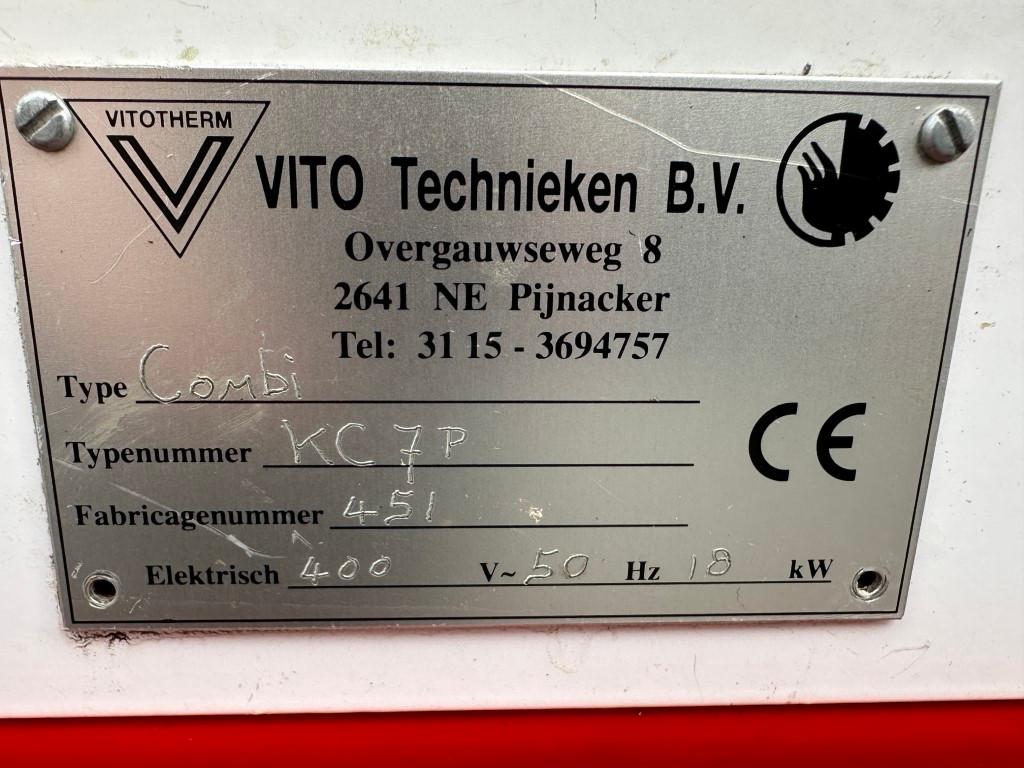 VITOTHERM
VITO Technieken B.V.
Overgauwseweg 8
2641 NE Pijnacker
Tel: 31 15 - 3694757
Type Combi
Typenummer KC7P
Fabricagenummer 451
CE
Elektrisch 400 V~ 50 Hz 18 kW